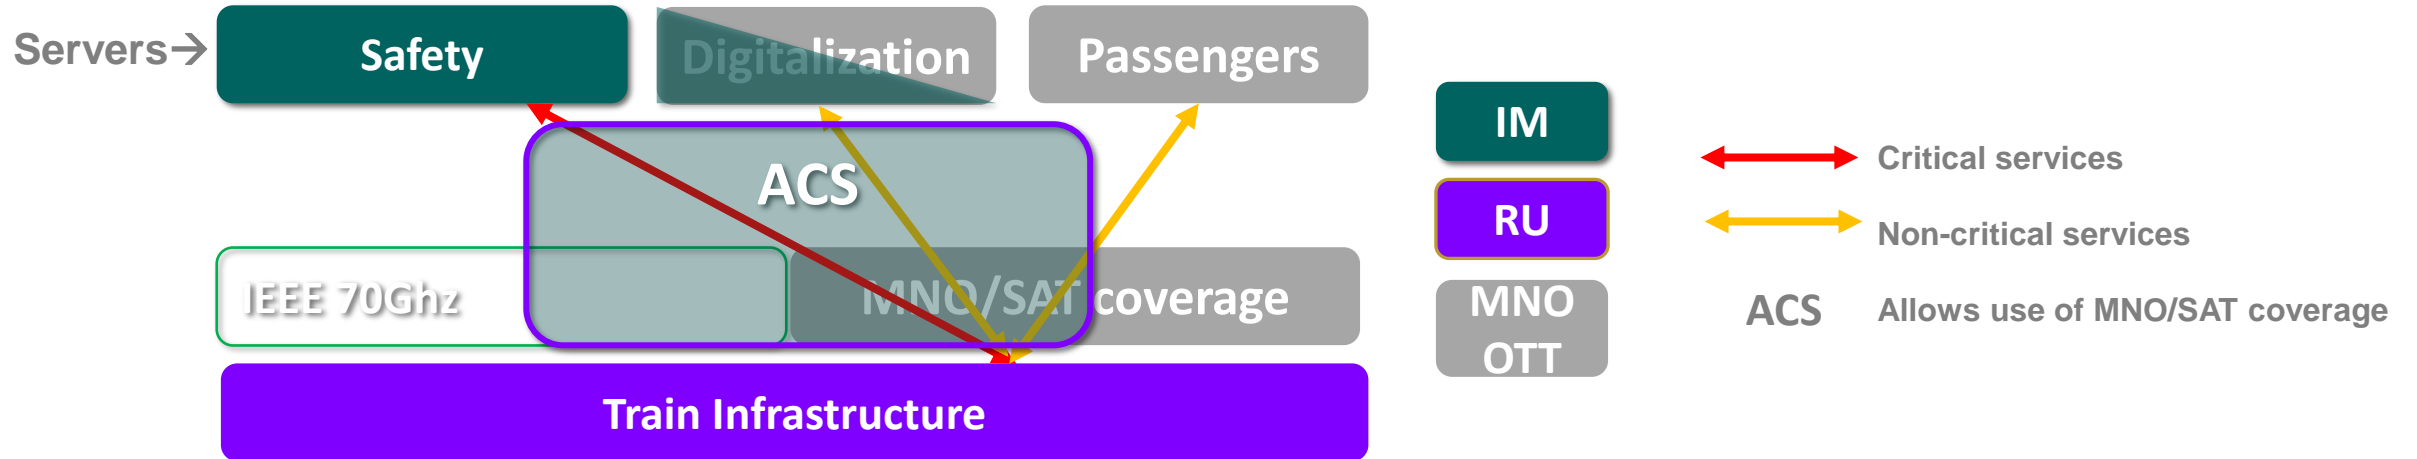 Servers→
Safety
Digitalization
Passengers
ACS
IEEE 70Ghz
MNO/SAT coverage
Train Infrastructure
IM
RU
MNO
OTT
Critical services
Non-critical services
ACS Allows use of MNO/SAT coverage